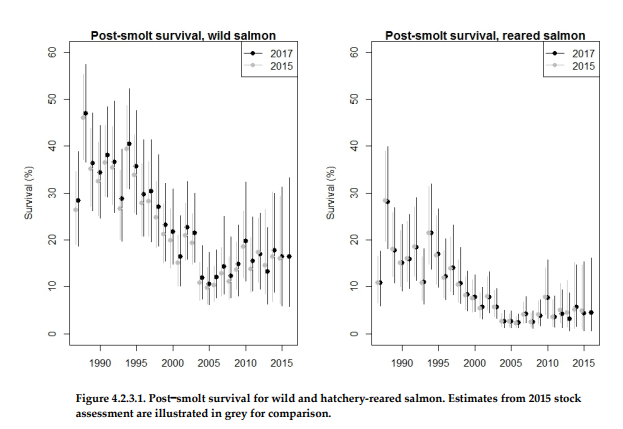 Post-smolt survival, wild salmon
60
50
40
30
20
10
0
Survival (%)
2017
2015
1990 1995 2000 2005 2010 2015
Post-smolt survival, reared salmon
60
50
40
30
20
10
0
Survival (%)
2017
2015
1990 1995 2000 2005 2010 2015
Figure 4.2.3.1. Post-smolt survival for wild and hatchery-reared salmon. Estimates from 2015 stock
assessment are illustrated in grey for comparison.